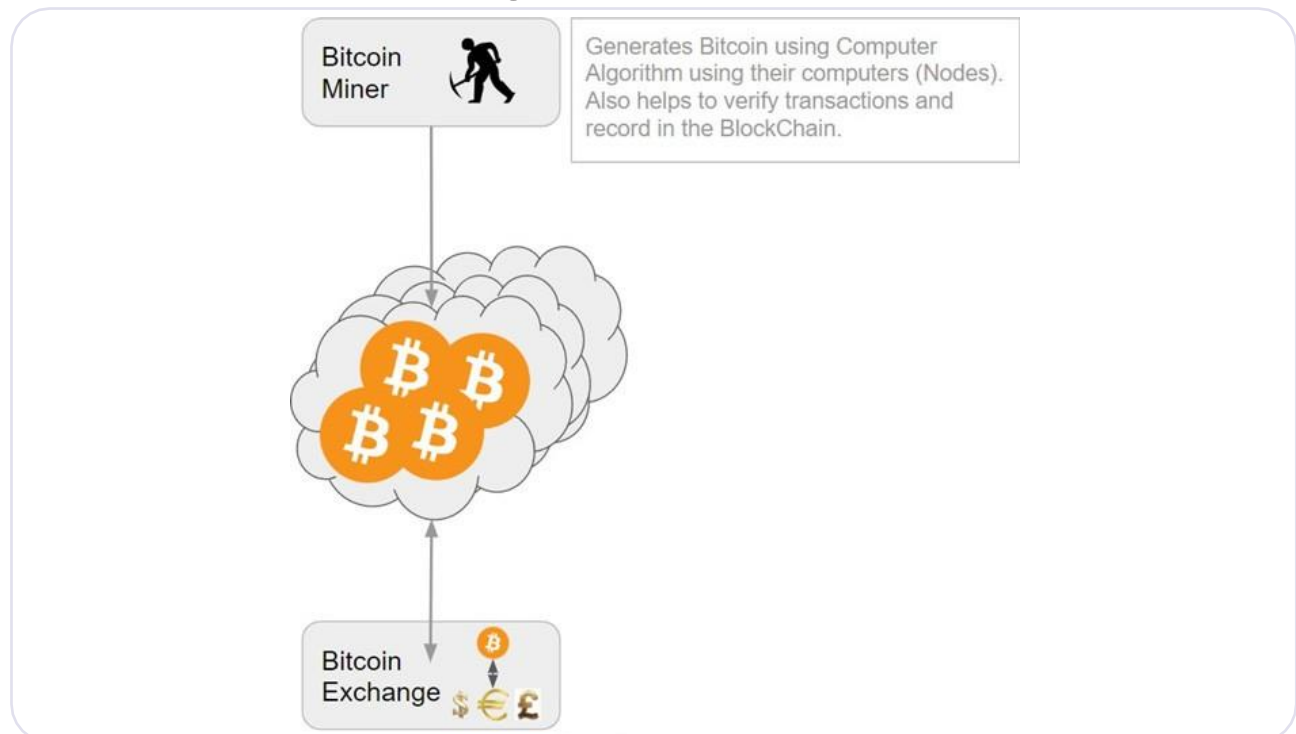 Bitcoin
Miner
Generates Bitcoin using Computer
Algorithm using their computers (Nodes).
Also helps to verify transactions and
record in the BlockChain.
₿ ₿
₿ ₿
Bitcoin
Exchange
₿
$ € £